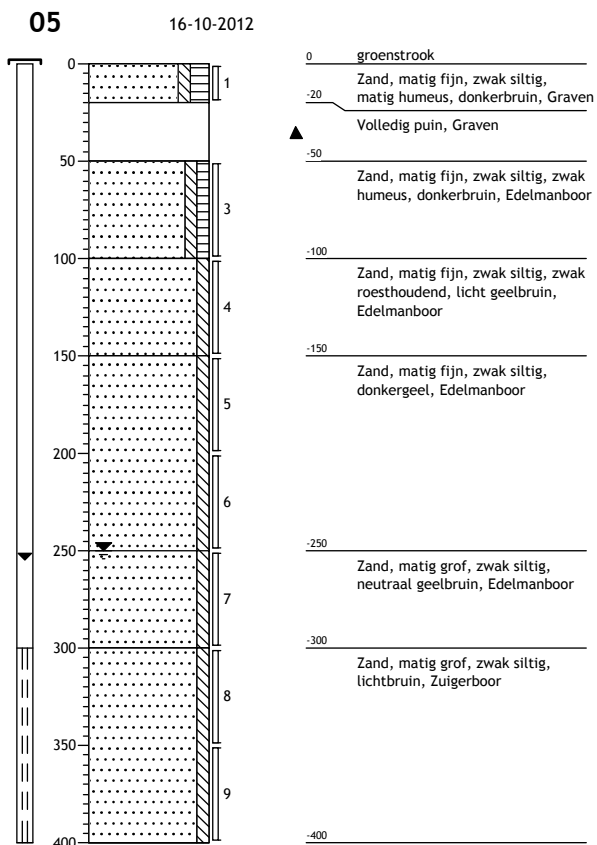 05 16-10-2012
0
50
100
150
200
250
300
350
400
1
3
4
5
6
7
8
9
0 groenstrook
Zand, matig fijn, zwak siltig,
matig humeus, donkerbruin, Graven
-20
Volledig puin, Graven
-50
Zand, matig fijn, zwak siltig, zwak
humeus, donkerbruin, Edelmanboor
-100
Zand, matig fijn, zwak siltig, zwak
roesthoudend, licht geelbruin,
Edelmanboor
-150
Zand, matig fijn, zwak siltig,
donkergeel, Edelmanboor
-250
Zand, matig grof, zwak siltig,
neutraal geelbruin, Edelmanboor
-300
Zand, matig grof, zwak siltig,
lichtbruin, Zuigerboor
-400